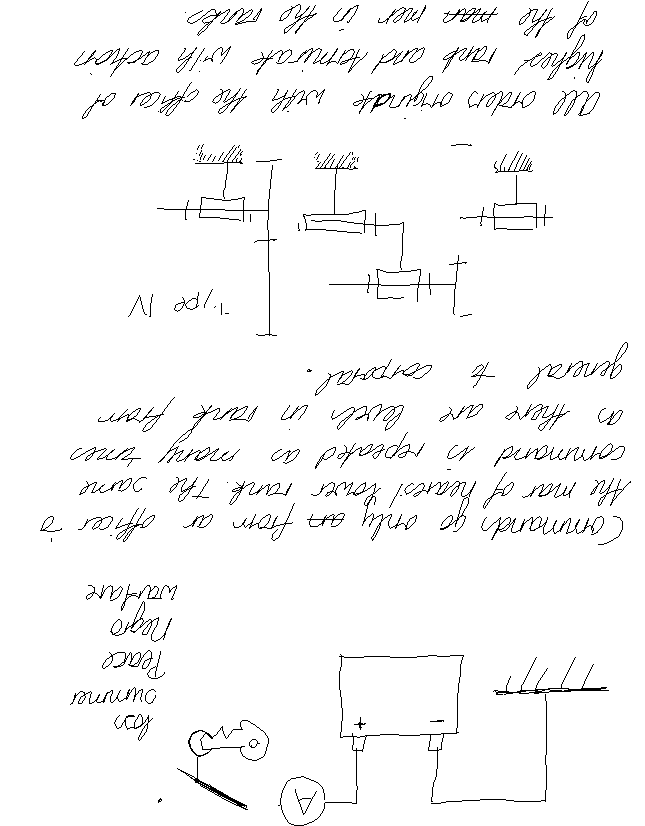 A
+ -
Peace
Negro
warfare
Commands go only an from an officer to
the man of nearest lower rank. The same
command is repeated as many times
as there are levels in rank from
general to corporal.
Type IV
All orders originate with the officer of
highest rank and terminate with action
of the man men in the ranks.